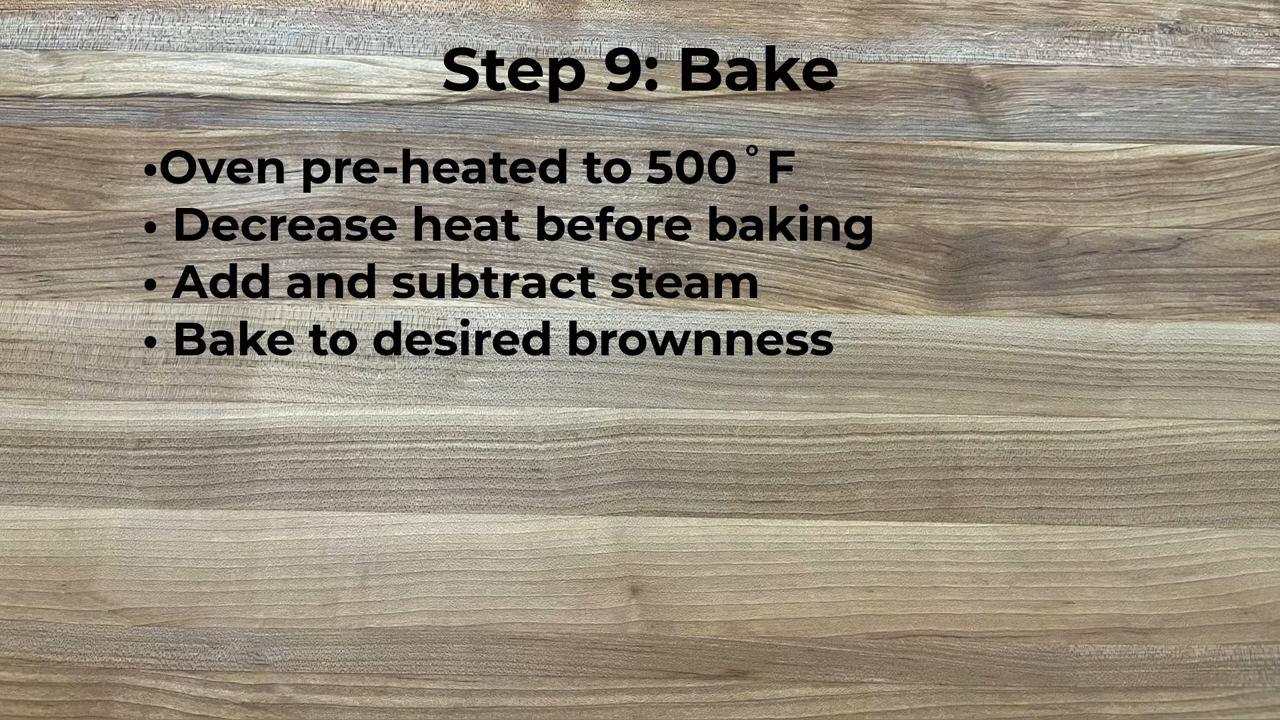 Step 9: Bake
•Oven pre-heated to 500˚F
• Decrease heat before baking
• Add and subtract steam
• Bake to desired brownness